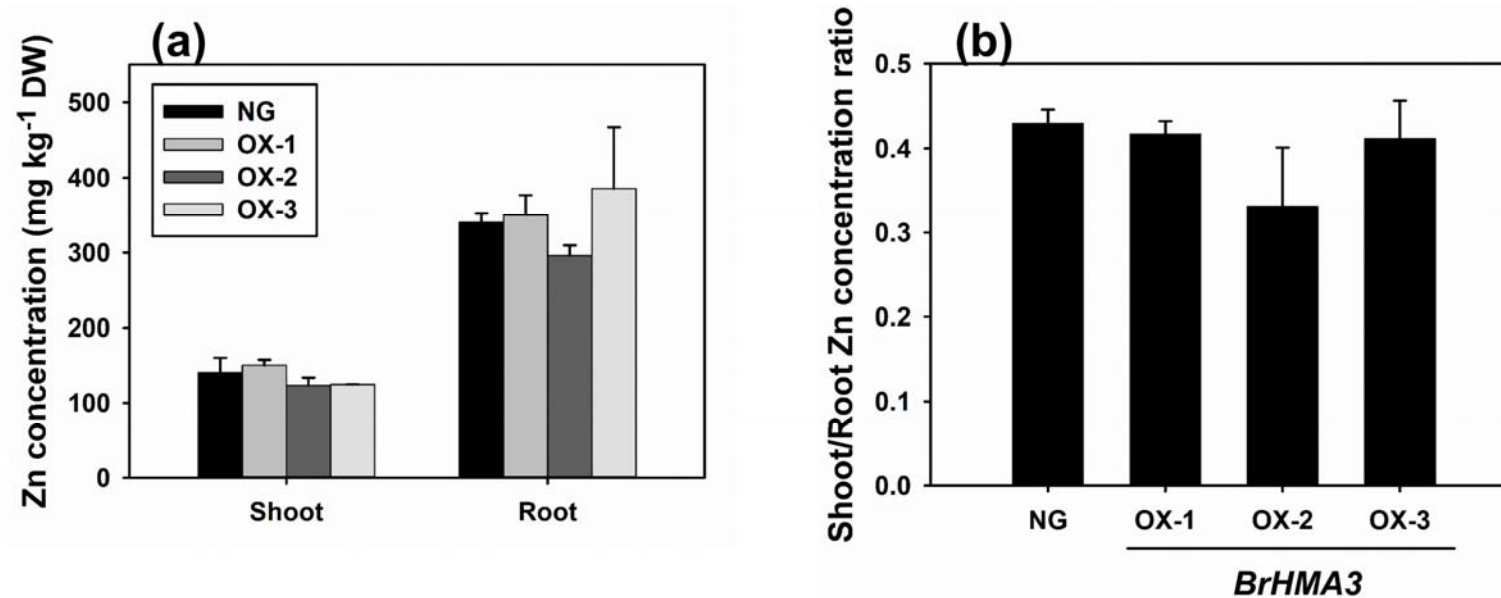 (a)
Zn concentration (mg kg⁻¹ DW)
500
400
300
200
100
0
NG
OX-1
OX-2
OX-3
Shoot Root
(b)
Shoot/Root Zn concentration ratio
0.5
0.4
0.3
0.2
0.1
0.0
NG OX-1 OX-2 OX-3
BrHMA3